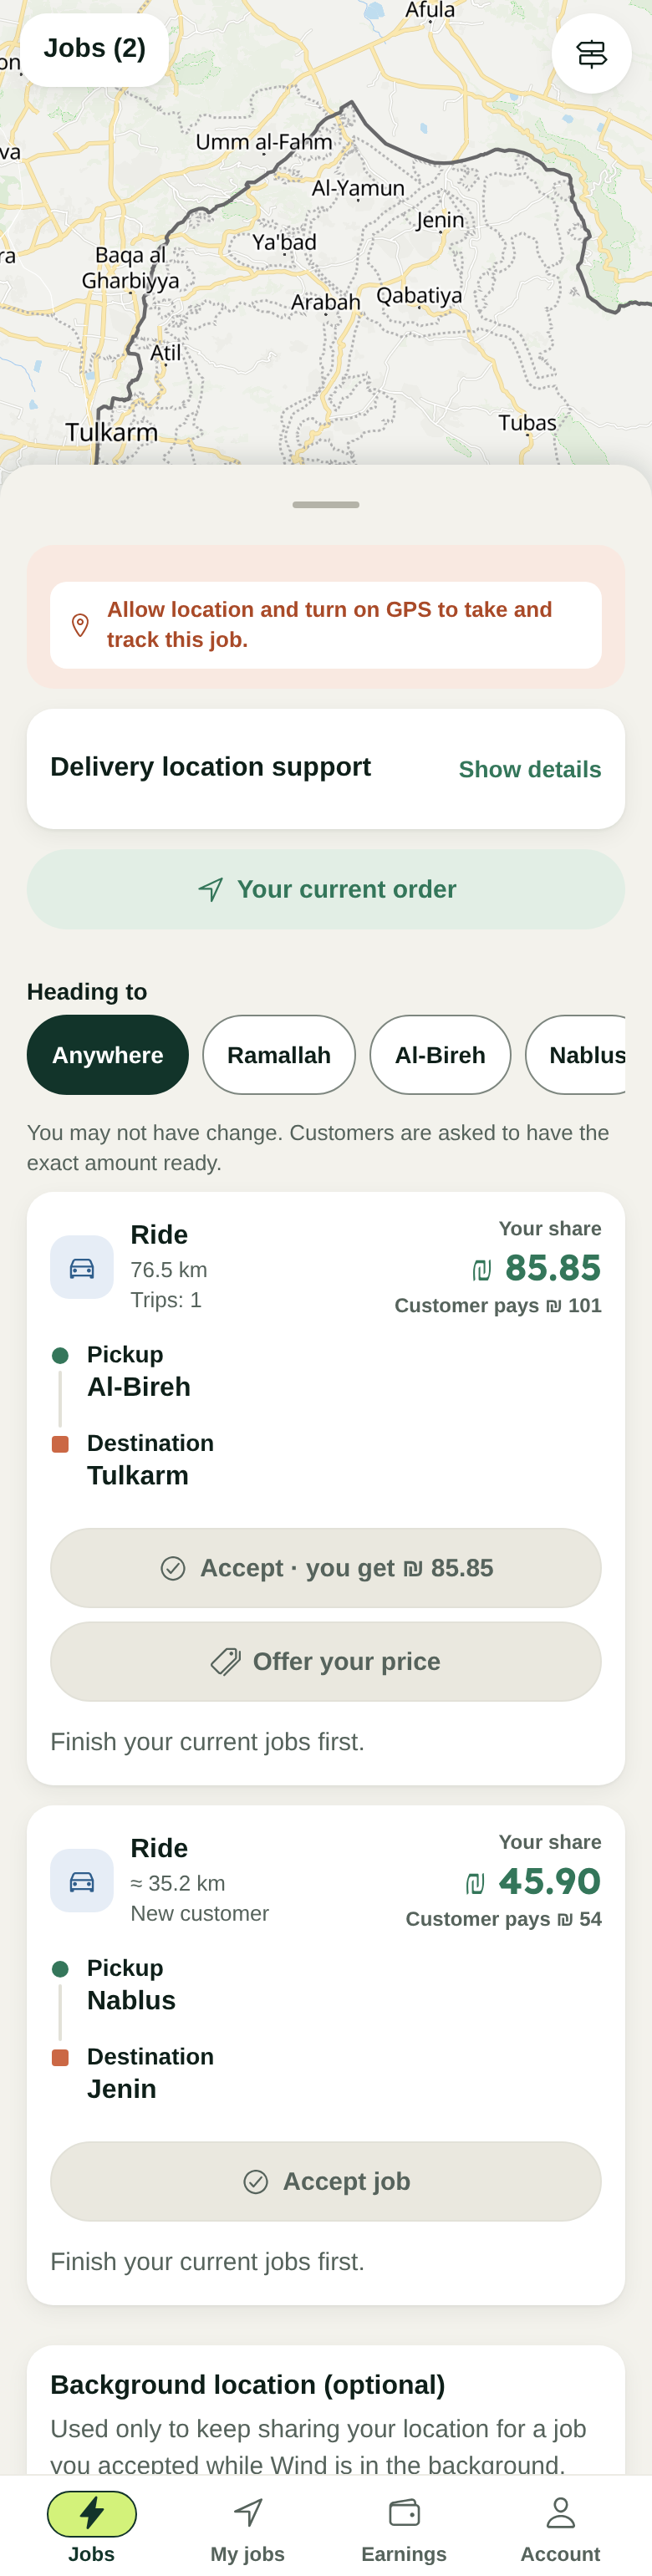 Jobs (2)
Afula
on
va
Umm al-Fahm
Al-Yamun
Jenin
ra
Baqa al
Gharbiyya
Ya'bad
Arabah
Qabatiya
Atil
Tulkarm
Tubas
Allow location and turn on GPS to take and
track this job.
Delivery location support
Show details
Your current order
Heading to
Anywhere
Ramallah
Al-Bireh
Nablus
You may not have change. Customers are asked to have the
exact amount ready.
Ride
76.5 km
Trips: 1
Your share
₪ 85.85
Customer pays ₪ 101
Pickup
Al-Bireh
Destination
Tulkarm
Accept · you get ₪ 85.85
Offer your price
Finish your current jobs first.
Ride
≈ 35.2 km
New customer
Your share
₪ 45.90
Customer pays ₪ 54
Pickup
Nablus
Destination
Jenin
Accept job
Finish your current jobs first.
Background location (optional)
Used only to keep sharing your location for a job
you accepted while Wind is in the background.
Jobs
My jobs
Earnings
Account